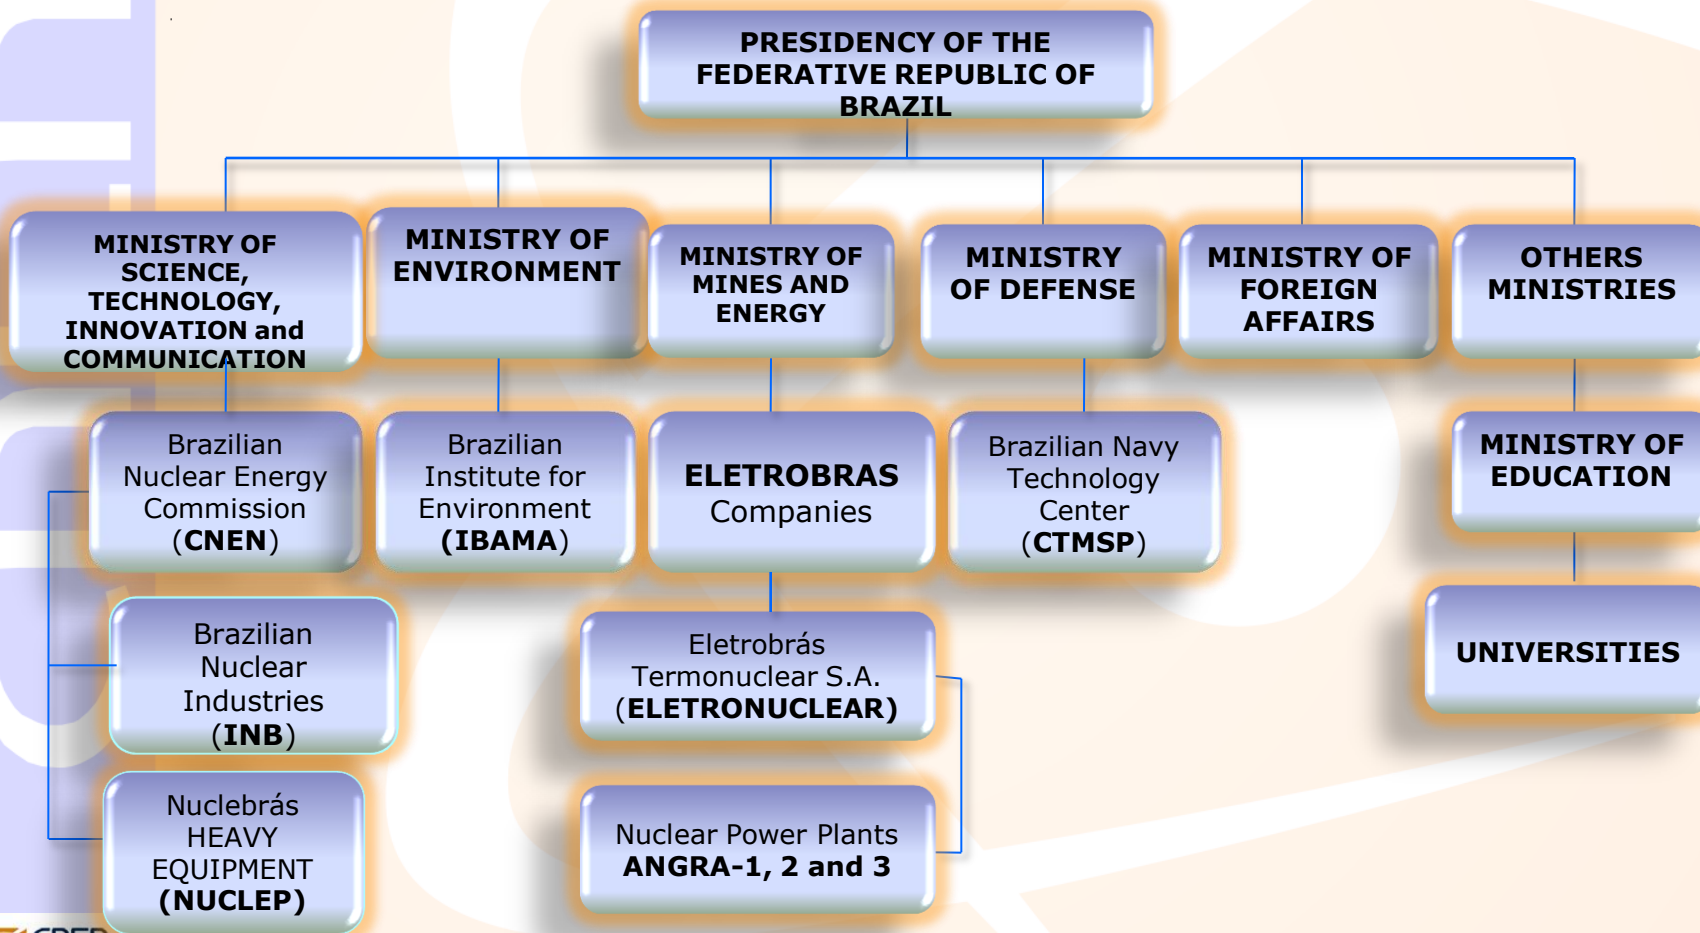 PRESIDENCY OF THE
FEDERATIVE REPUBLIC OF
BRAZIL
MINISTRY OF
SCIENCE,
TECHNOLOGY,
INNOVATION and
COMMUNICATION
MINISTRY OF
ENVIRONMENT
MINISTRY OF
MINES AND
ENERGY
MINISTRY
OF DEFENSE
MINISTRY OF
FOREIGN
AFFAIRS
OTHERS
MINISTRIES
Brazilian
Nuclear Energy
Commission
(CNEN)
Brazilian
Institute for
Environment
(IBAMA)
ELETROBRAS
Companies
Brazilian Navy
Technology
Center
(CTMSP)
MINISTRY OF
EDUCATION
Brazilian
Nuclear
Industries
(INB)
Eletrobrás
Termonuclear S.A.
(ELETRONUCLEAR)
UNIVERSITIES
Nuclebrás
HEAVY
EQUIPMENT
(NUCLEP)
Nuclear Power Plants
ANGRA-1, 2 and 3